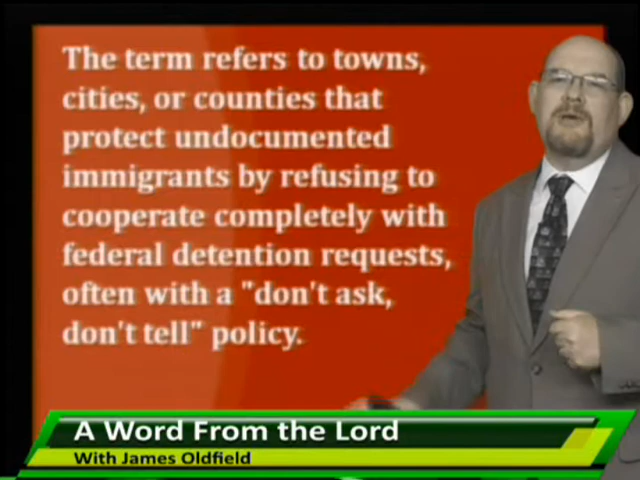 The term refers to towns,
cities, or counties that
protect undocumented
immigrants by refusing to
cooperate completely with
federal detention requests,
often with a "don't ask,
don't tell" policy.
A Word From the Lord
With James Oldfield